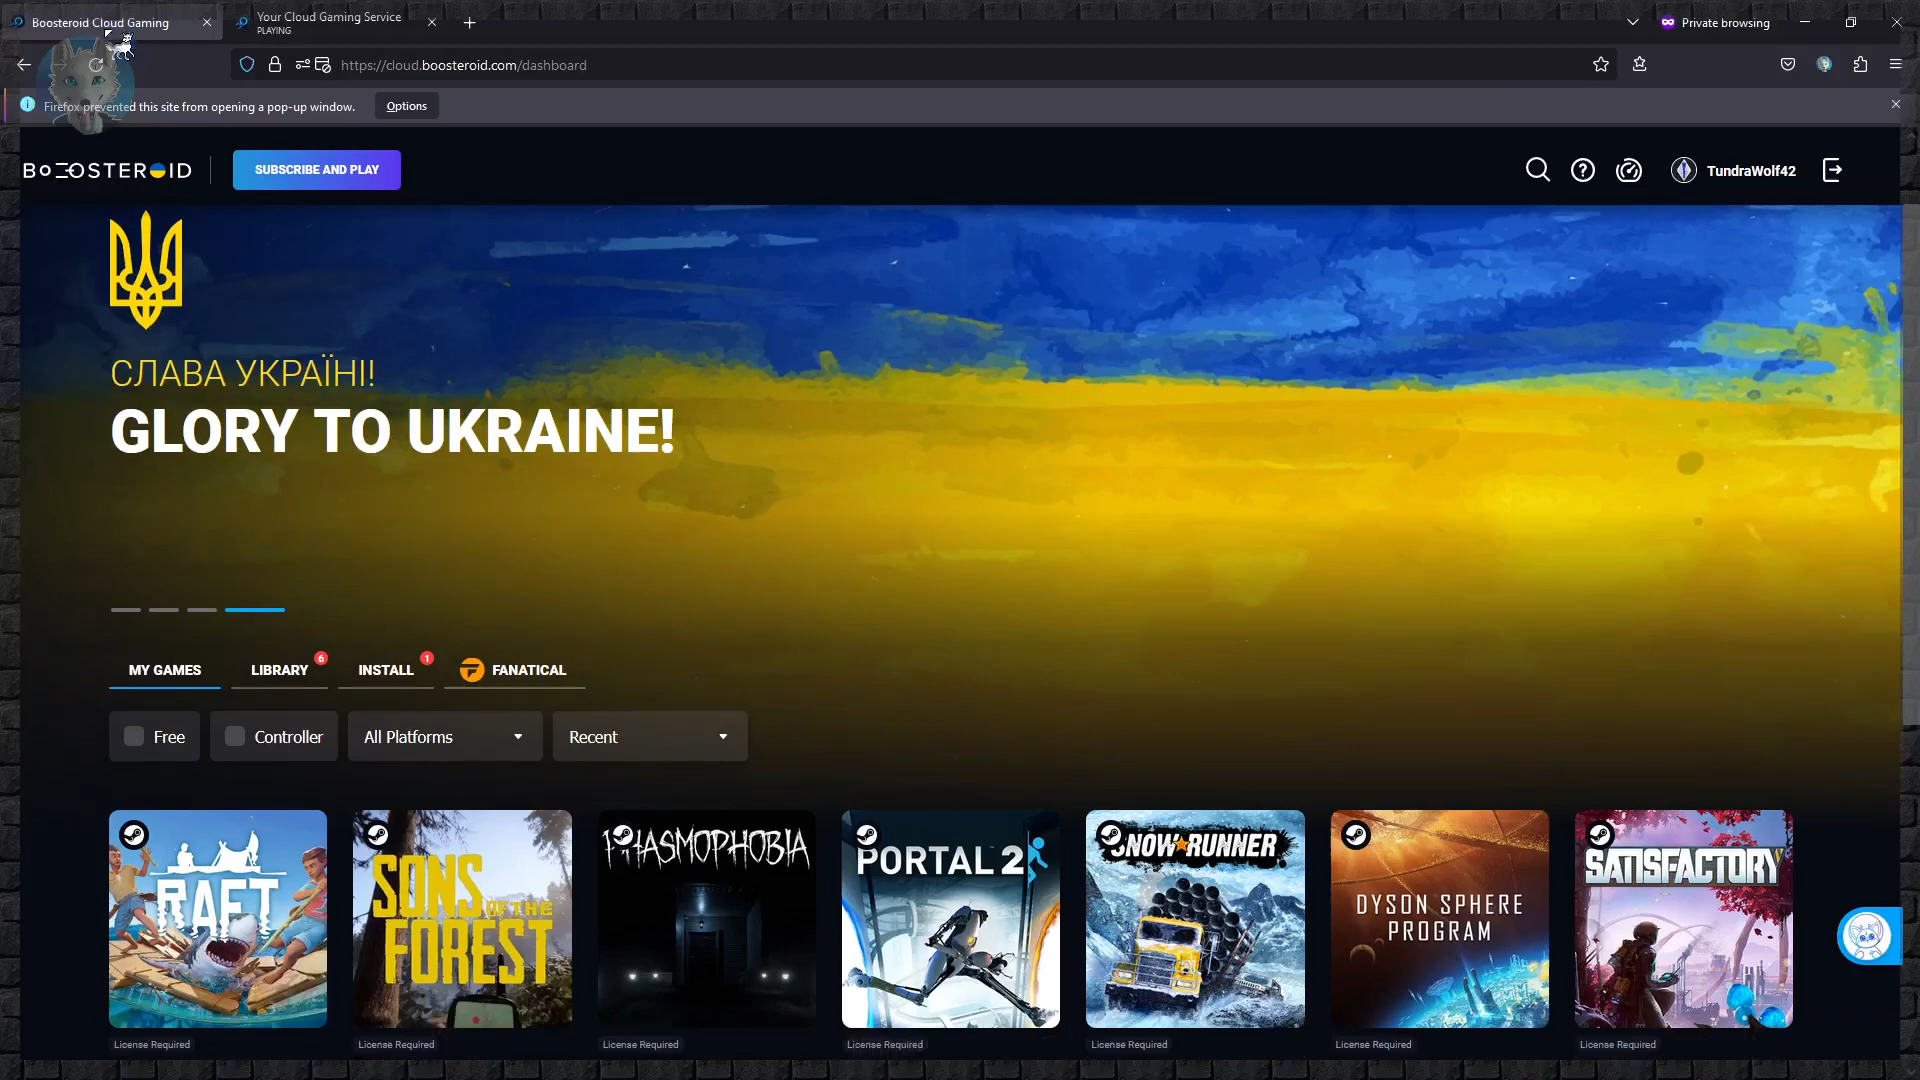 Boosteroid Cloud Gaming
Your Cloud Gaming Service
PLAYING
Private browsing
https://cloud.boosteroid.com/dashboard
Firefox prevented this site from opening a pop-up window.
Options
BOOSTEROID
SUBSCRIBE AND PLAY
TundraWolf42
СЛАВА УКРАЇНІ!
GLORY TO UKRAINE!
MY GAMES
LIBRARY 6
INSTALL 1
FANATICAL
Free
Controller
All Platforms
Recent
RAFT
SONS OF THE FOREST
PHASMOPHOBIA
PORTAL 2
SNOWRUNNER
DYSON SPHERE
PROGRAM
SATISFACTORY
License Required
License Required
License Required
License Required
License Required
License Required
License Required